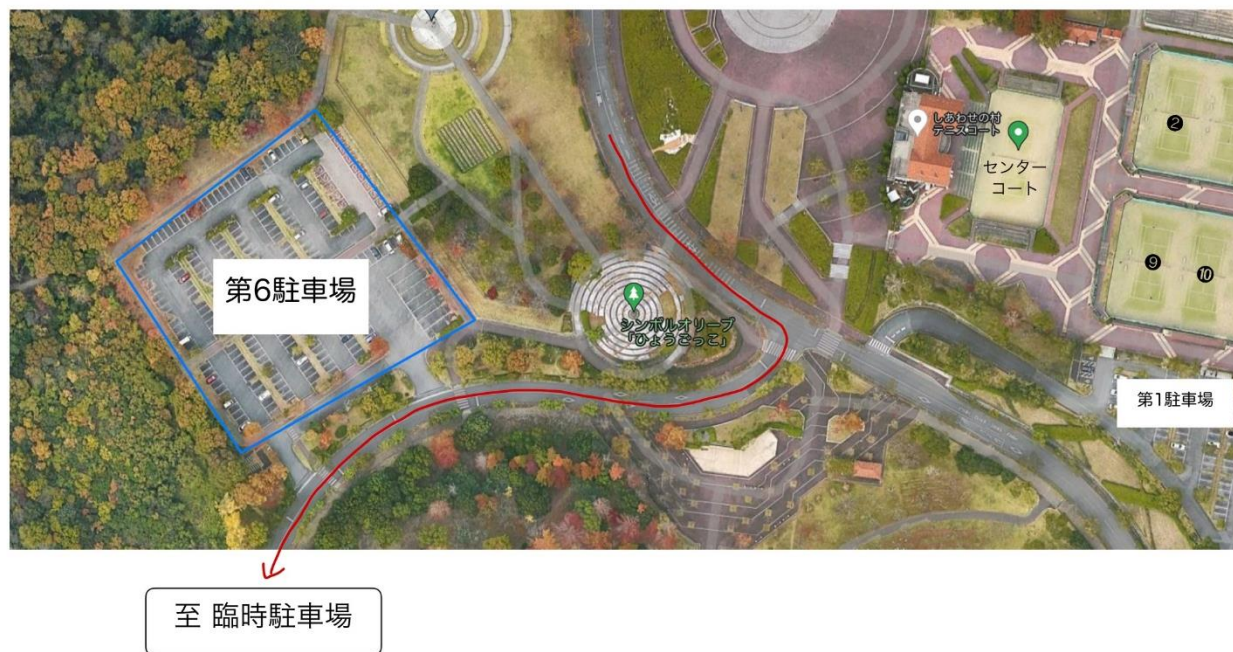 しあわせの村
テニスコート
センター
コート
❷
❾
❿
第6駐車場
シンボルオリーブ
「ひょうごっこ」
第1駐車場
至 臨時駐車場